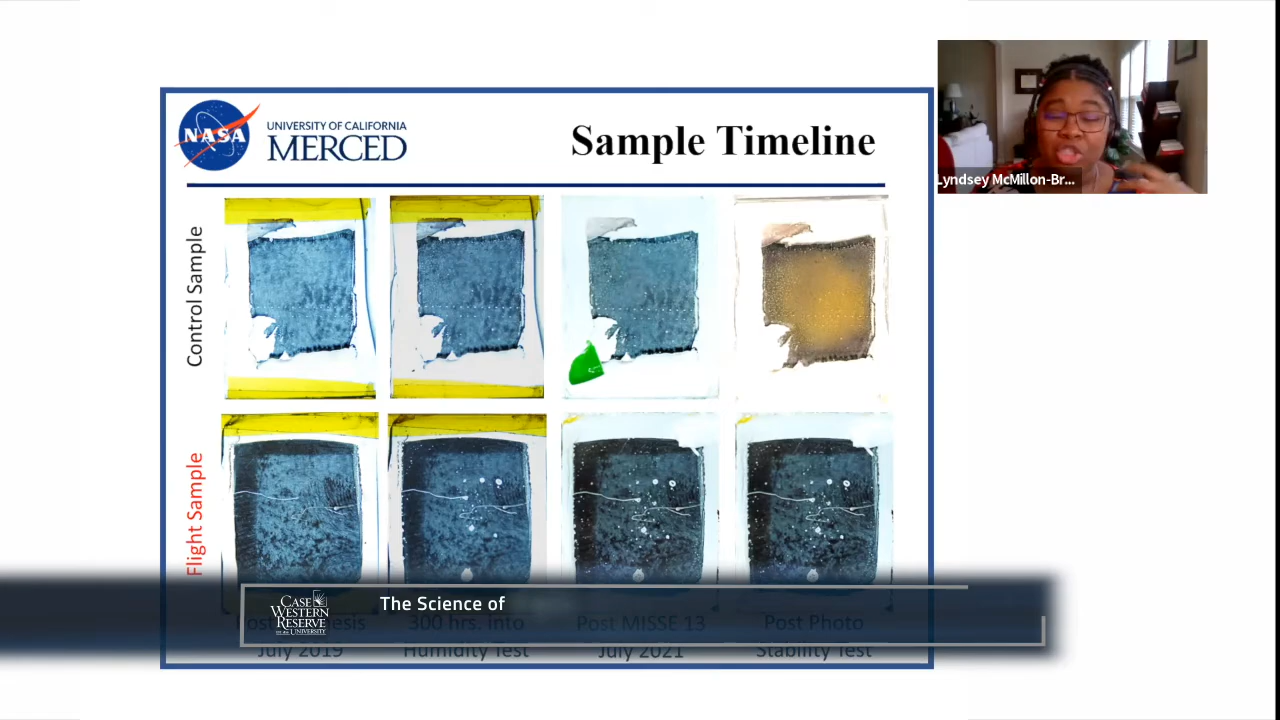 NASA
UNIVERSITY OF CALIFORNIA
MERCED
Sample Timeline
Lyndsey McMillon-Br...
Control Sample
Flight Sample
CASE
WESTERN
RESERVE
UNIVERSITY
The Science of
300 hrs. Into
Humidity Test
Post MISSE 13
July 2021
Post Photo
Stability Test
July 2019